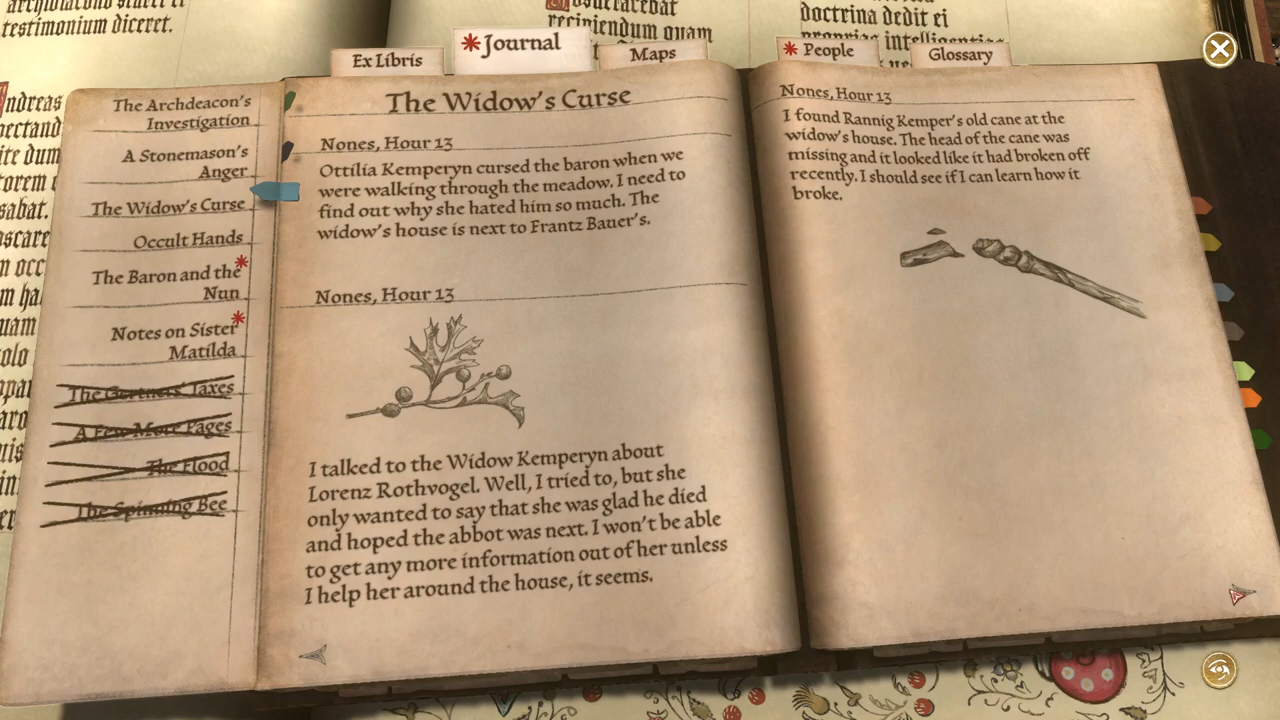 testimonium diceret.
doctrina dedit ei
Ex Libris
Journal
Maps
People
Glossary
The Archdeacon's
Investigation
A Stonemason's
Anger
The Widow's Curse
Occult Hands
The Baron and the
Nun
Notes on Sister
Matilda
The Gertners' Taxes
A Few More Pages
The Flood
The Spinning Bee
The Widow's Curse
Nones, Hour 13
Ottilia Kemperyn cursed the baron when we
were walking through the meadow. I need to
find out why she hated him so much. The
widow's house is next to Frantz Bauer's.
Nones, Hour 13
I talked to the Widow Kemperyn about
Lorenz Rothvogel. Well, I tried to, but she
only wanted to say that she was glad he died
and hoped the abbot was next. I won't be able
to get any more information out of her unless
I help her around the house, it seems.
Nones, Hour 13
I found Rannig Kemper's old cane at the
widow's house. The head of the cane was
missing and it looked like it had broken off
recently. I should see if I can learn how it
broke.